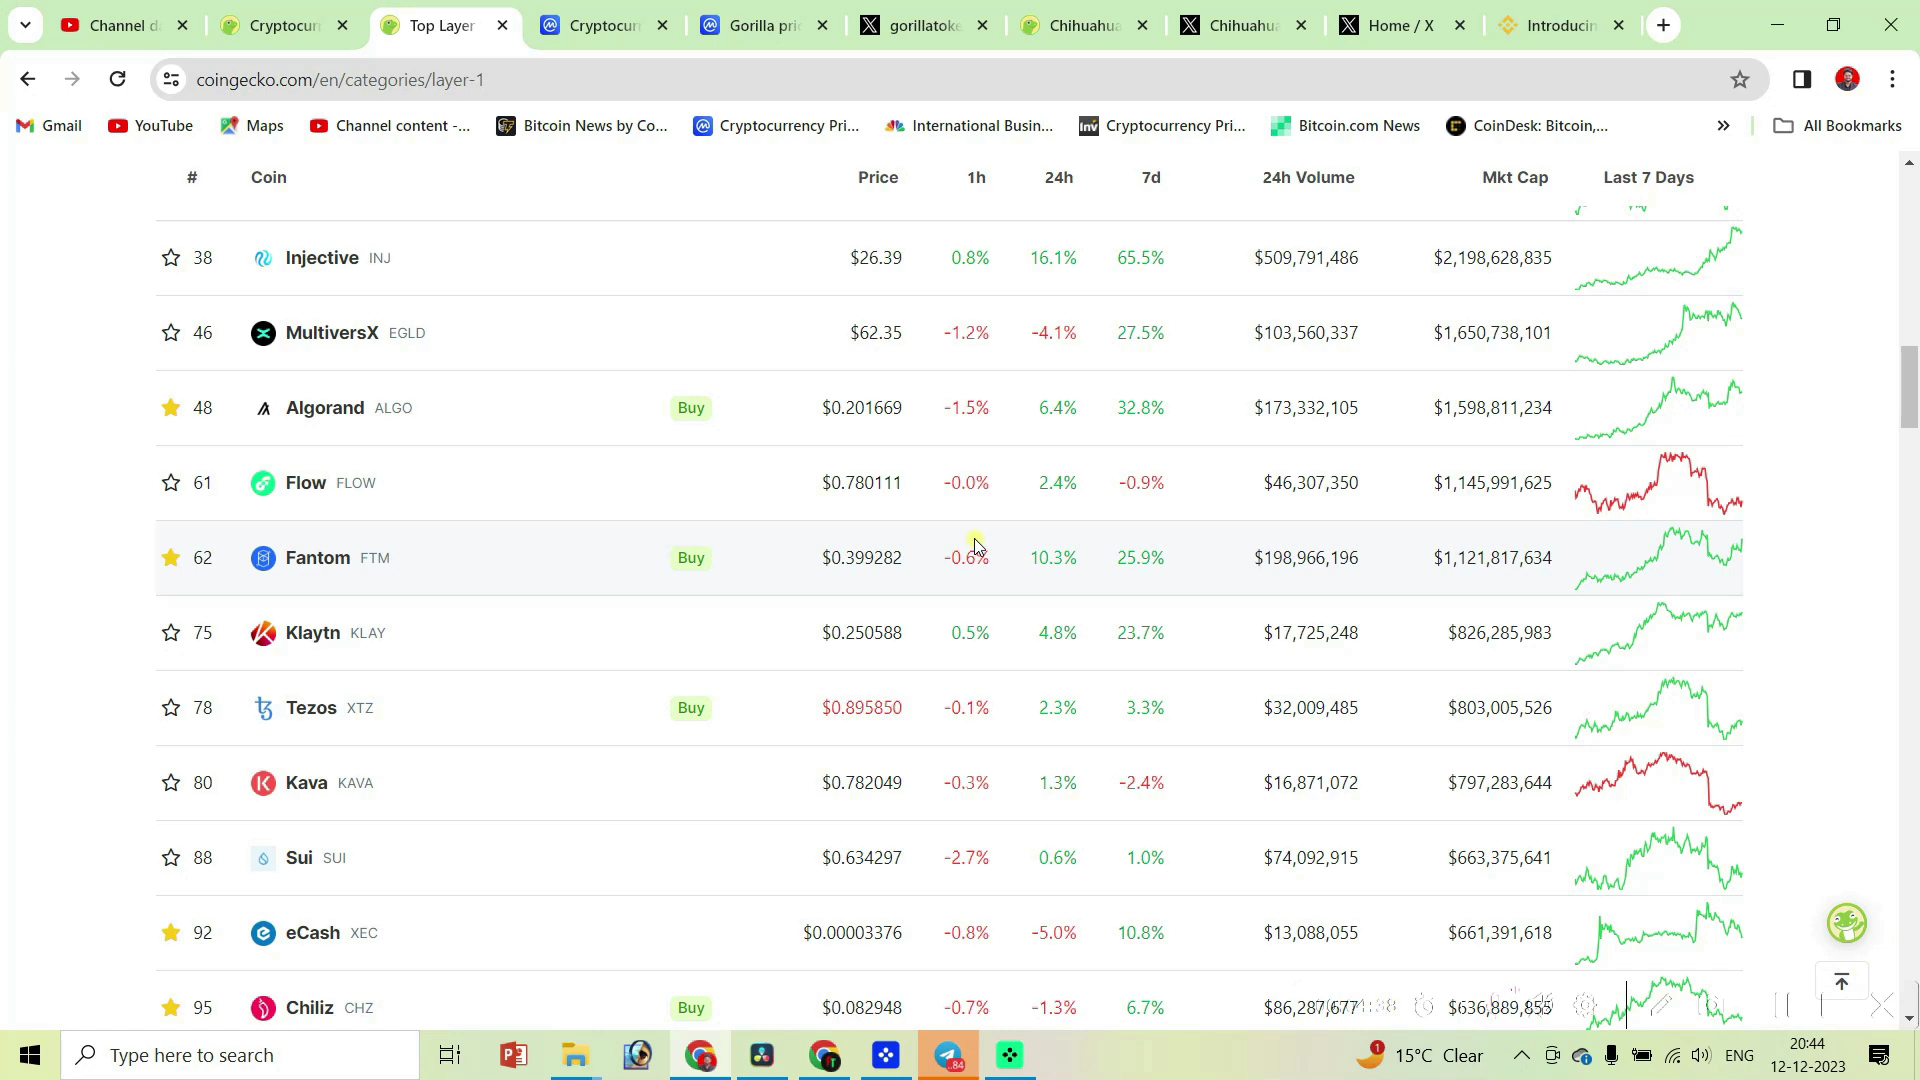 Channel d
Cryptocur
Top Layer
Cryptocur
Gorilla pri
gorillatok
Chihuahua
Chihuahua
Home / X
Introducin
coingecko.com/en/categories/layer-1
Gmail
YouTube
Maps
Channel content -...
Bitcoin News by Co...
Cryptocurrency Pri...
International Busin...
Cryptocurrency Pri...
Bitcoin.com News
CoinDesk: Bitcoin,...
All Bookmarks
# Coin Price 1h 24h 7d 24h Volume Mkt Cap Last 7 Days
38 Injective INJ $26.39 0.8% 16.1% 65.5% $509,791,486 $2,198,628,835
46 MultiversX EGLD $62.35 -1.2% -4.1% 27.5% $103,560,337 $1,650,738,101
48 Algorand ALGO Buy $0.201669 -1.5% 6.4% 32.8% $173,332,105 $1,598,811,234
61 Flow FLOW $0.780111 -0.0% 2.4% -0.9% $46,307,350 $1,145,991,625
62 Fantom FTM Buy $0.399282 -0.6% 10.3% 25.9% $198,966,196 $1,121,817,634
75 Klaytn KLAY $0.250588 0.5% 4.8% 23.7% $17,725,248 $826,285,983
78 Tezos XTZ Buy $0.895850 -0.1% 2.3% 3.3% $32,009,485 $803,005,526
80 Kava KAVA $0.782049 -0.3% 1.3% -2.4% $16,871,072 $797,283,644
88 Sui SUI $0.634297 -2.7% 0.6% 1.0% $74,092,915 $663,375,641
92 eCash XEC $0.00003376 -0.8% -5.0% 10.8% $13,088,055 $661,391,618
95 Chiliz CHZ Buy $0.082948 -0.7% -1.3% 6.7% $86,287,677 $636,889,855
Type here to search
84
1
15°C Clear
ENG
20:44
12-12-2023